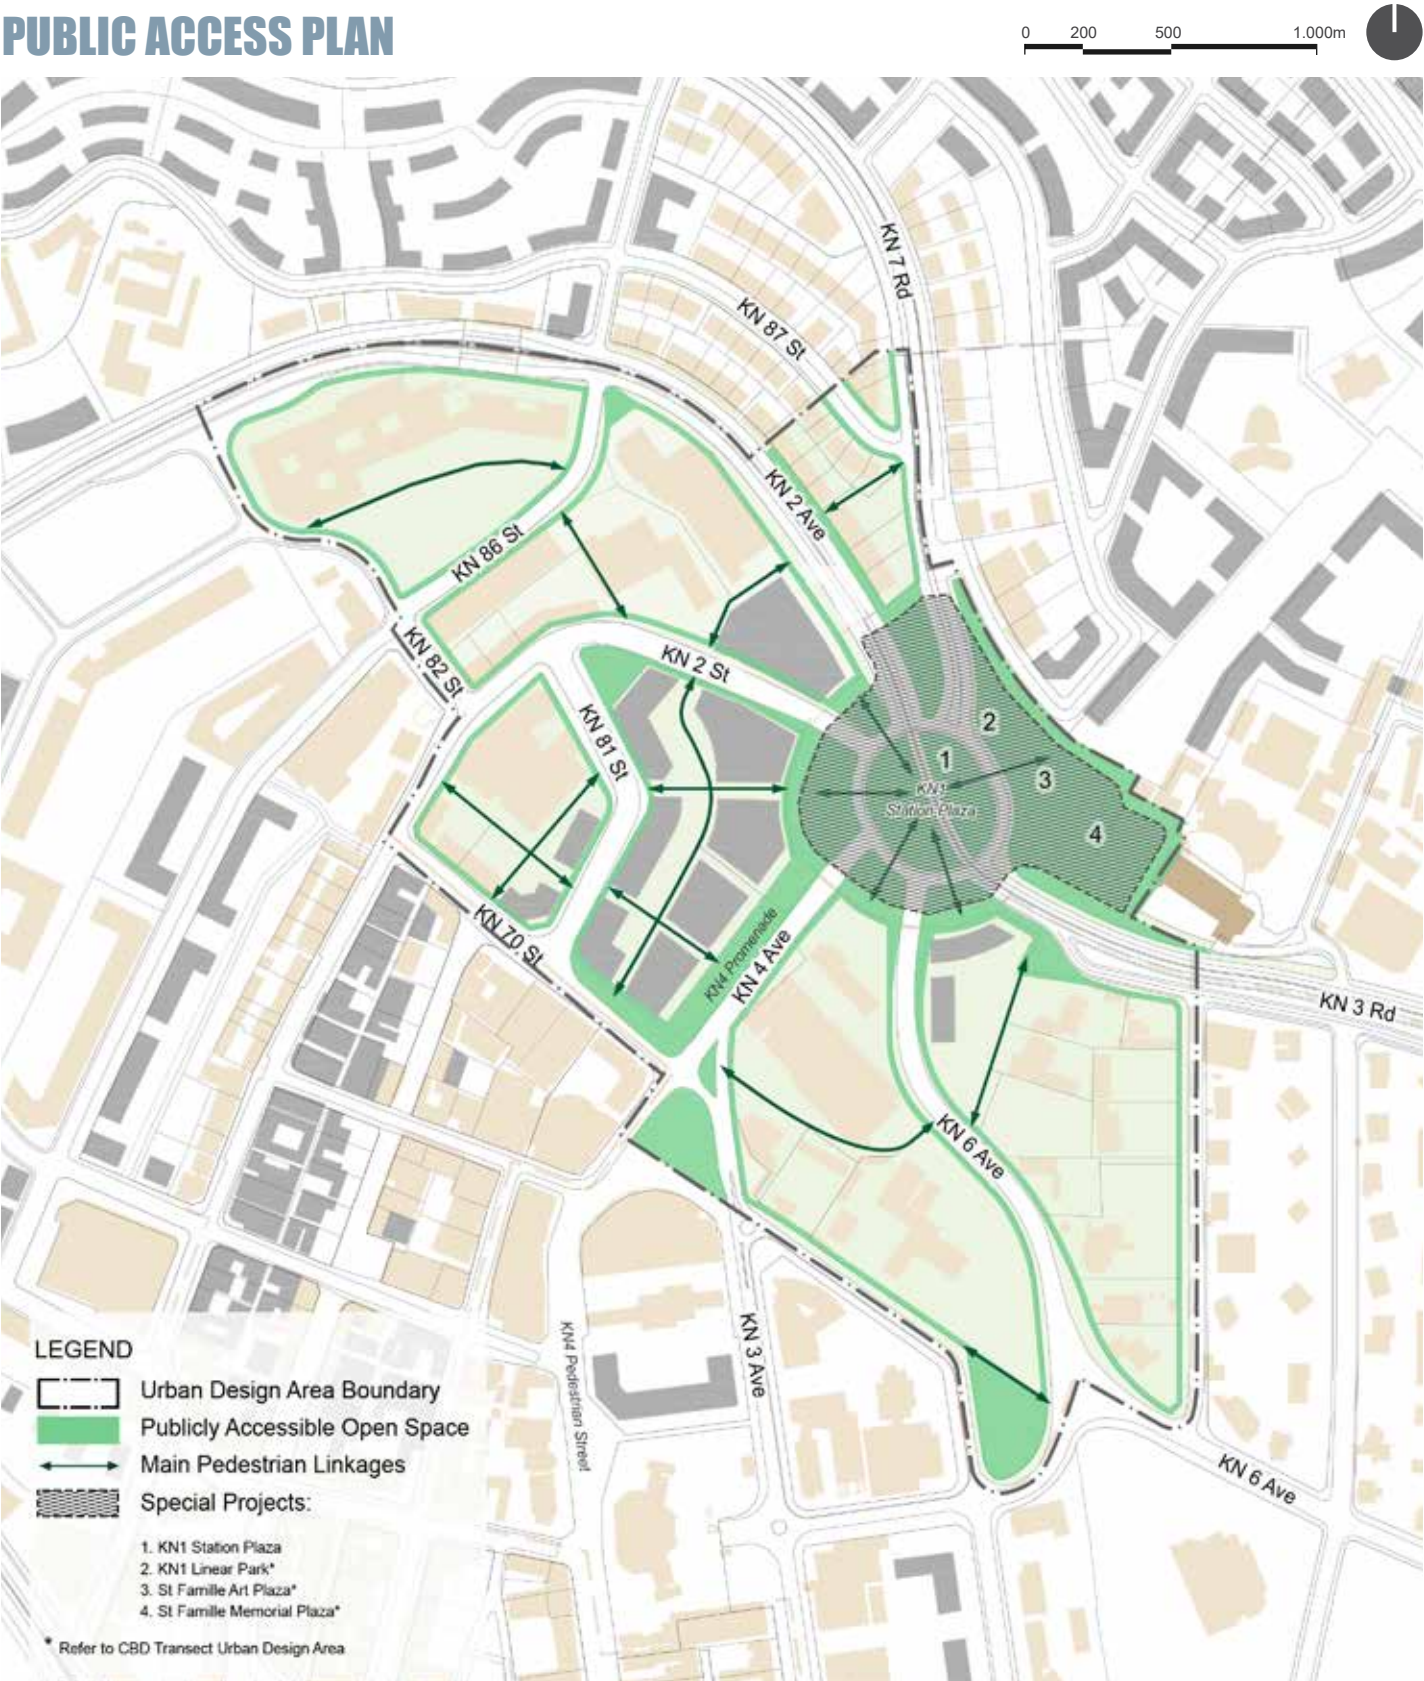 PUBLIC ACCESS PLAN
0 200 500 1.000m
KN 7 Rd
KN 87 St
KN 2 Ave
KN 86 St
KN 82 St
KN 2 St
KN 81 St
2
1
3
KN1
Station Plaza
4
KN 70 St
KN4 Promenade
KN 4 Ave
KN 3 Rd
KN 6 Ave
KN 3 Ave
KN4 Pedestrian Street
KN 6 Ave
LEGEND
Urban Design Area Boundary
Publicly Accessible Open Space
Main Pedestrian Linkages
Special Projects:
1. KN1 Station Plaza
2. KN1 Linear Park*
3. St Famille Art Plaza*
4. St Famille Memorial Plaza*
* Refer to CBD Transect Urban Design Area